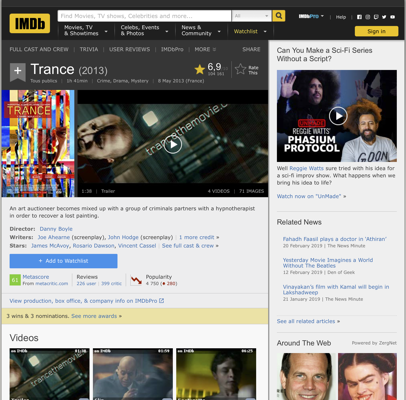 IMDb
Find Movies, TV shows, Celebrities and more...
All
IMDbPro
Help
Movies, TV
& Showtimes
Celebs, Events
& Photos
News &
Community
Watchlist
Sign in
FULL CAST AND CREW | TRIVIA | USER REVIEWS | IMDbPro | MORE
SHARE
Trance (2013)
6,9
Rate
This
Tous publics | 1h 41min | Crime, Drama, Mystery | 8 May 2013 (France)
TRANCE
trancethemovie.com
1:38 | Trailer
4 VIDEOS | 71 IMAGES
An art auctioneer becomes mixed up with a group of criminals partners with a hypnotherapist
in order to recover a lost painting.
Director: Danny Boyle
Writers: Joe Ahearne (screenplay), John Hodge (screenplay) | 1 more credit »
Stars: James McAvoy, Rosario Dawson, Vincent Cassel | See full cast & crew »
+ Add to Watchlist
61
Metascore
From metacritic.com
Reviews
226 user | 399 critic
Popularity
4 750 (280)
View production, box office, & company info on IMDbPro
3 wins & 3 nominations. See more awards »
Videos
01:38
00:31
00:25
Can You Make a Sci-Fi Series
Without a Script?
REGGIE WATTS'
PHASIUM
PROTOCOL
Well Reggie Watts sure tried with his idea for
a sci-fi improv show. What happens when we
bring his idea to life?
Watch now on "UnMade" »
Related News
Fahadh Faasil plays a doctor in 'Athiran'
20 February 2019 | The News Minute
Yesterday Movie Imagines a World
Without The Beatles
12 February 2019 | Den of Geek
Vinayakan's film with Kamal will begin in
Lakshadweep
21 January 2019 | The News Minute
See all related articles »
Around The Web
Powered by ZergNet